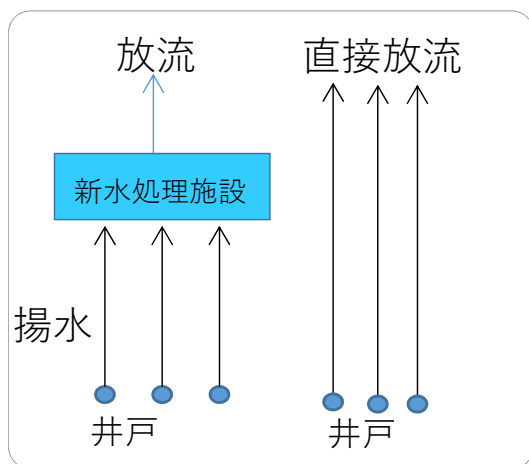 放流
直接放流
新水処理施設
揚水
井戸
井戸